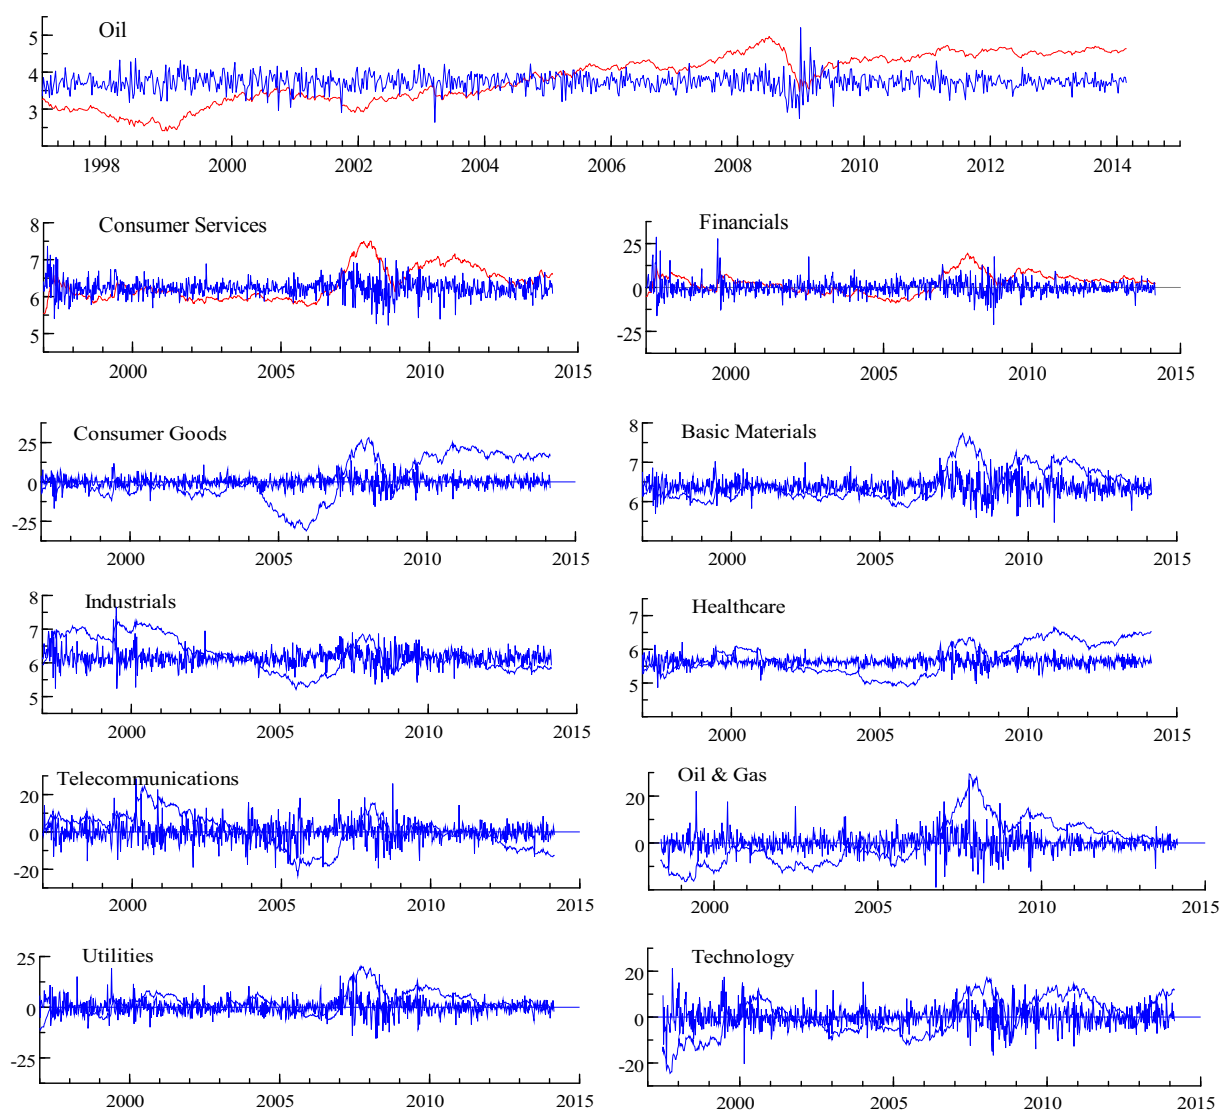 Oil
5
4
3
1998 2000 2002 2004 2006 2008 2010 2012 2014
Consumer Services
8
7
6
5
2000 2005 2010 2015
Financials
25
0
-25
2000 2005 2010 2015
Consumer Goods
25
0
-25
2000 2005 2010 2015
Basic Materials
8
7
6
2000 2005 2010 2015
Industrials
8
7
6
5
2000 2005 2010 2015
Healthcare
7
6
5
2000 2005 2010 2015
Telecommunications
20
0
-20
2000 2005 2010 2015
Oil & Gas
20
0
2000 2005 2010 2015
Utilities
25
0
-25
2000 2005 2010 2015
Technology
20
0
-20
2000 2005 2010 2015